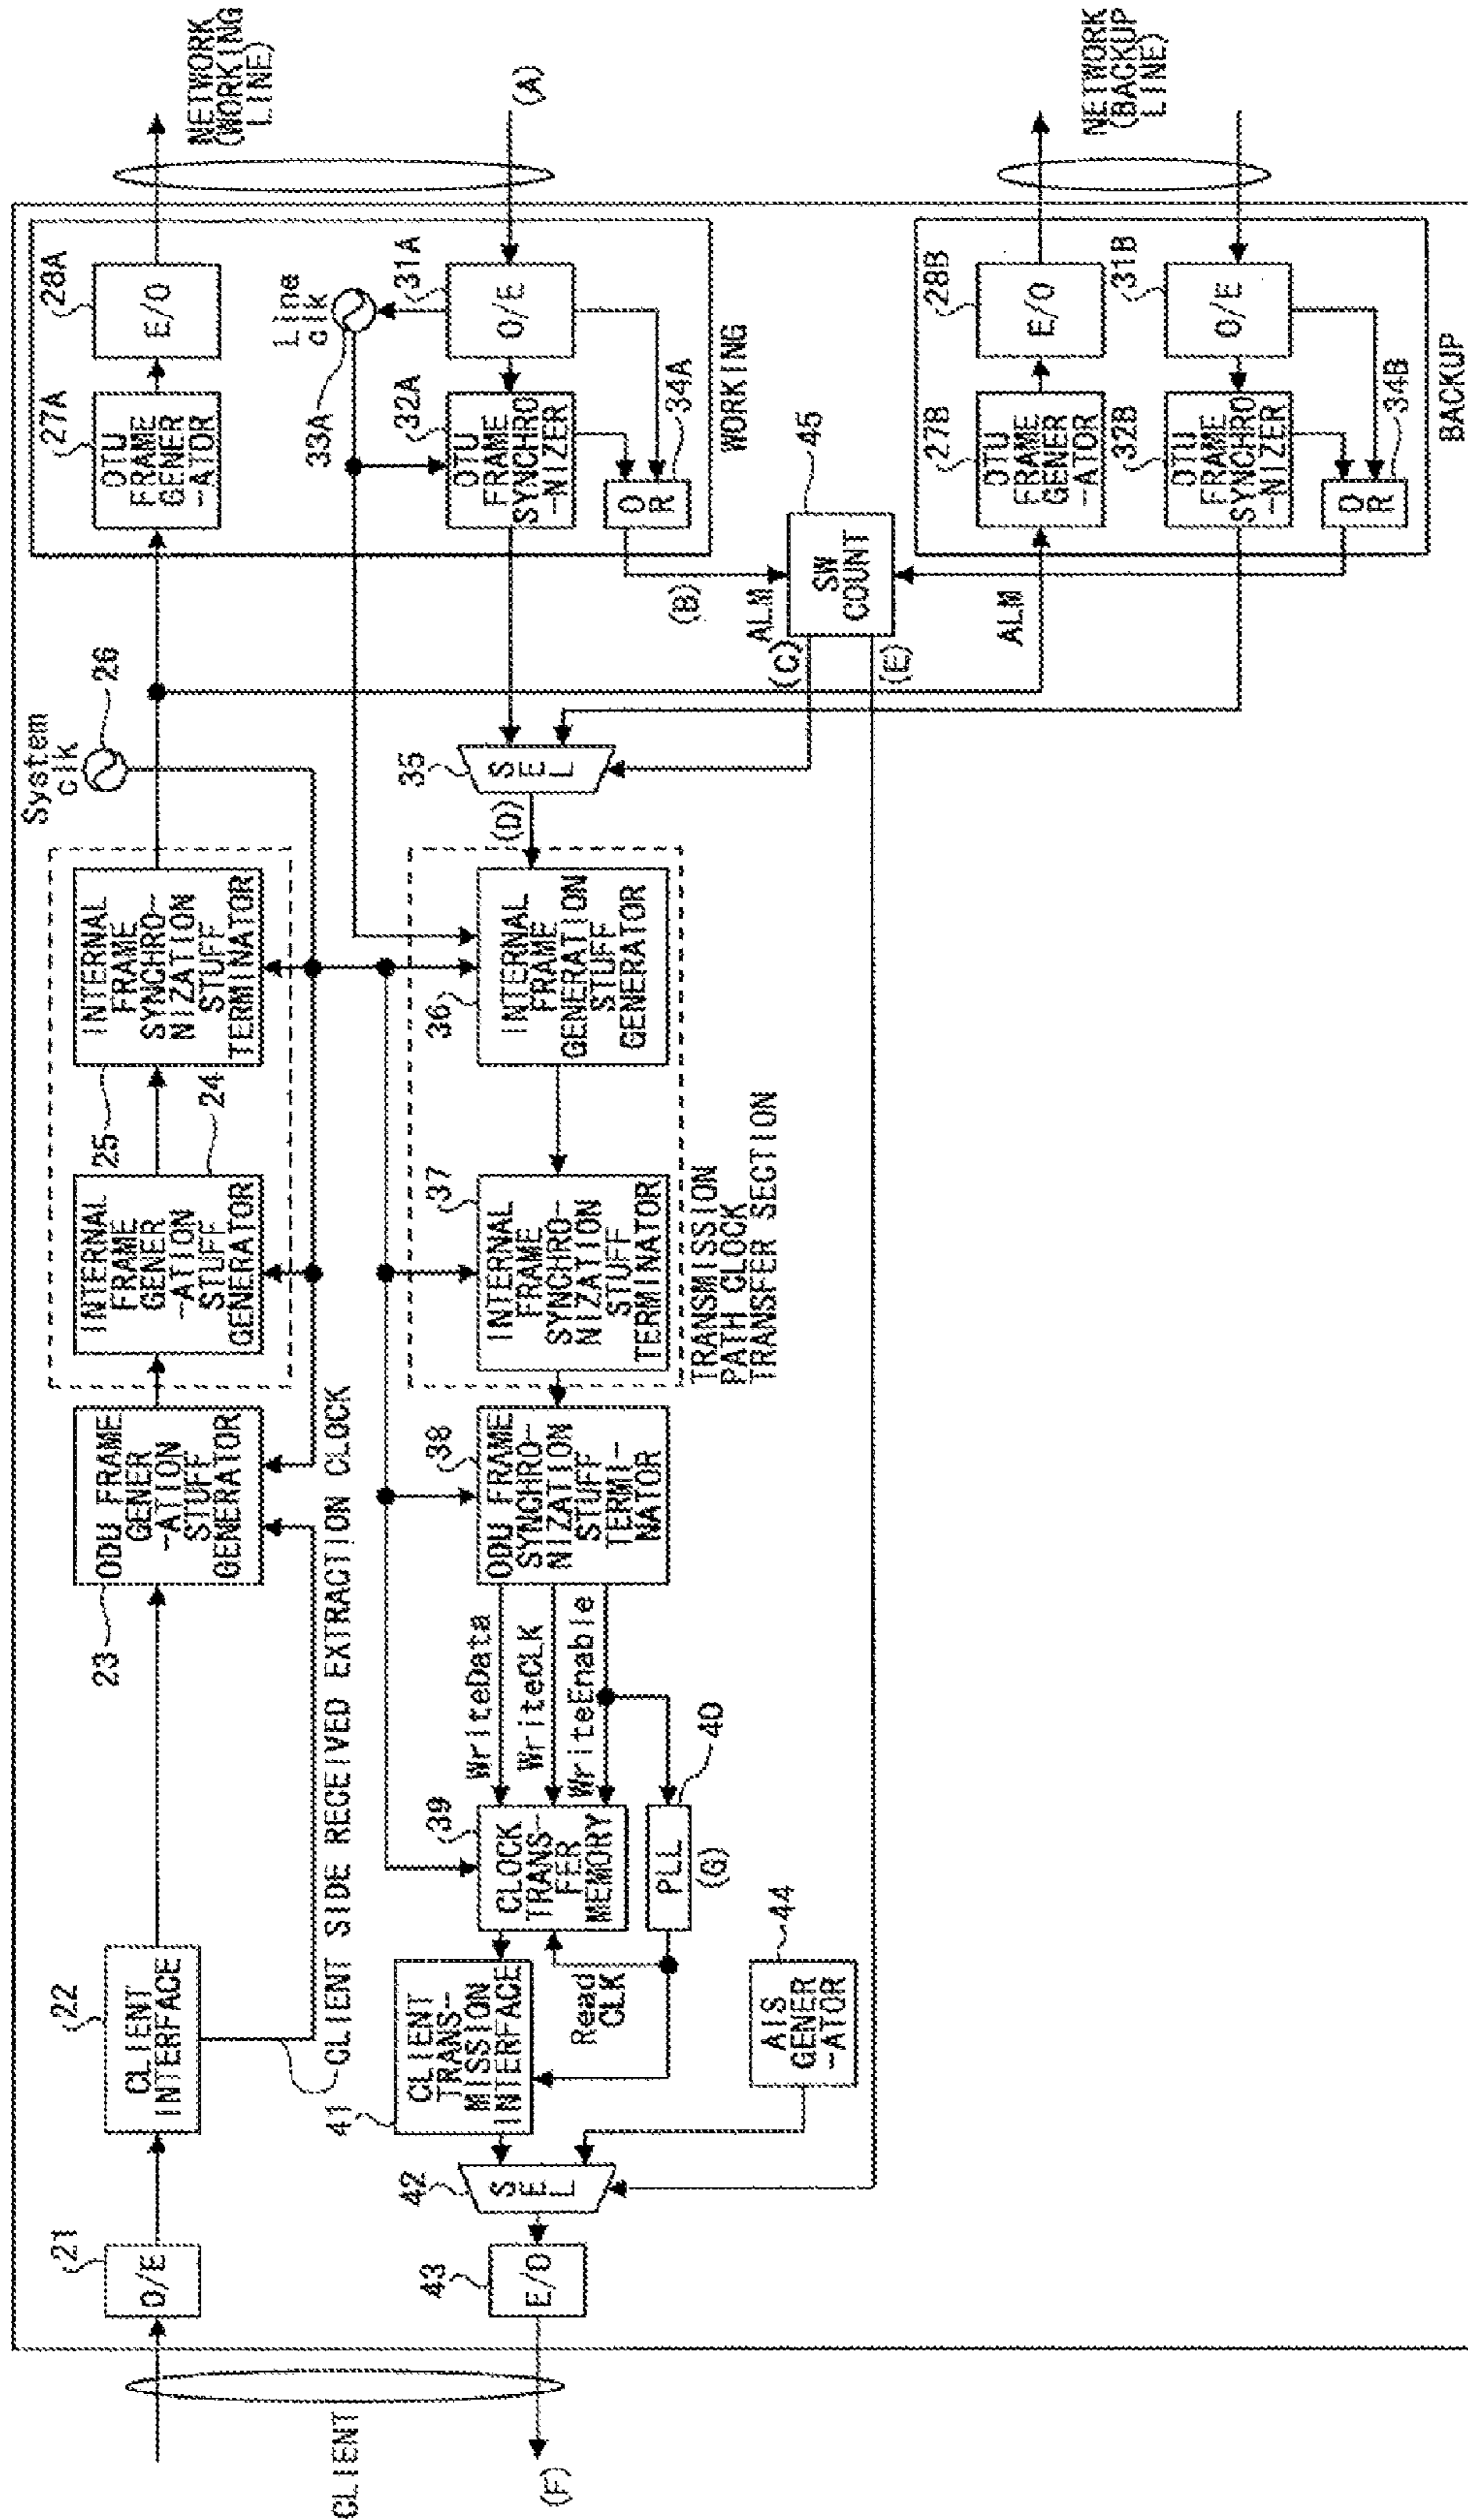 CLIENT
21
O/E
22
CLIENT
INTERFACE
CLIENT SIDE RECEIVED EXTRACTION CLOCK
23
ODU FRAME
GENER
-ATION
STUFF
GENERATOR
24
INTERNAL
FRAME
GENER
-ATION
STUFF
GENERATOR
25
INTERNAL
FRAME
SYNCHRO-
NIZATION
STUFF
TERMINATOR
System
clk
26
27A
OTU
FRAME
GENER
-ATOR
28A
E/O
NETWORK
(WORKING
LINE)
(F)
43
E/O
42
SEL
41
CLIENT
TRANS-
MISSION
INTERFACE
39
CLOCK
TRANS-
FER
MEMORY
Read
CLK
40
PLL
(G)
44
AIS
GENER
-ATOR
WriteData
WriteCLK
WriteEnable
38
ODU FRAME
SYNCHRO-
NIZATION
STUFF
TERMI-
NATOR
37
INTERNAL
FRAME
SYNCHRO-
NIZATION
STUFF
TERMINATOR
36
INTERNAL
FRAME
GENERATION
STUFF
GENERATOR
TRANSMISSION
PATH CLOCK
TRANSFER SECTION
(D)
35
SEL
Line
clk
33A
32A
OTU
FRAME
SYNCHRO
-NIZER
31A
O/E
(A)
34A
OR
WORKING
(B)
ALM
(C)
45
SW
COUNT
(E)
ALM
27B
OTU
FRAME
GENER
-ATOR
28B
E/O
NETWORK
(BACKUP
LINE)
32B
OTU
FRAME
SYNCHRO
-NIZER
31B
O/E
34B
OR
BACKUP